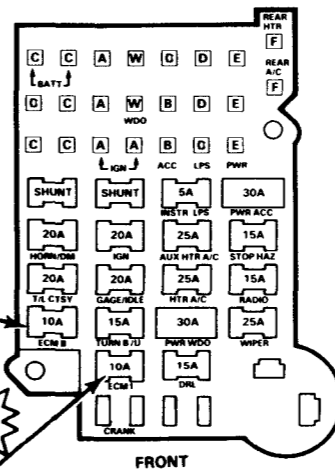 REAR
HTR
F
C C A W C D E
BATT
REAR
A/C
F
C C A W B D E
WDO
C C A A B C E
IGN ACC LPS PWR
SHUNT SHUNT 5A 30A
INSTR LPS PWR ACC
20A 20A 25A 15A
HORN/DM IGN AUX HTR A/C STOP HAZ
20A 20A 25A 15A
T/L CTSY GAGE/IDLE HTR A/C RADIO
10A 15A 30A 25A
ECM B TURN B/U PWR WDO WIPER
10A 15A
ECM I DRL
CRANK
FRONT